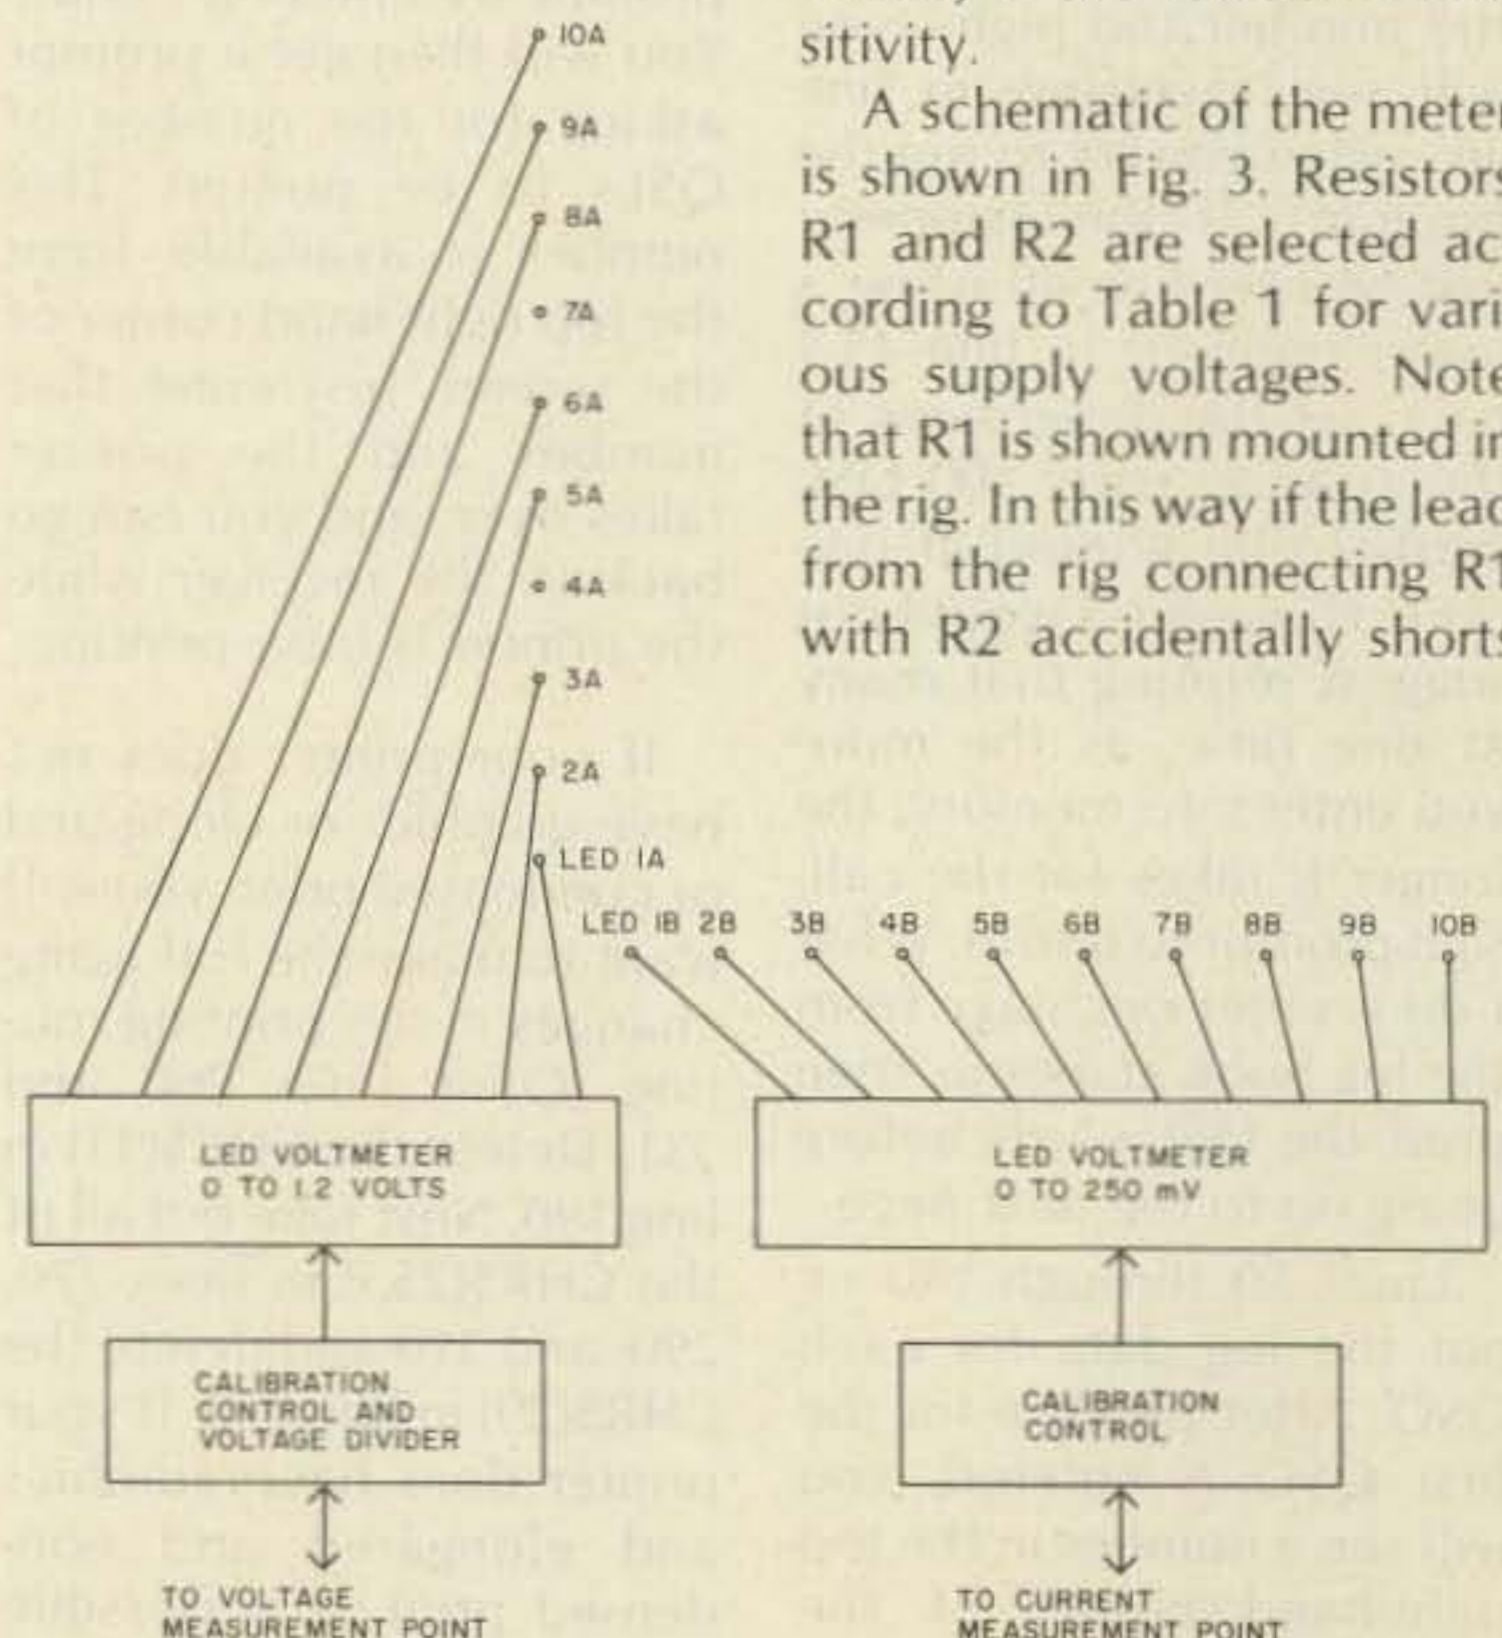 10A
9A
8A
7A
6A
5A
4A
3A
2A
LED 1A
LED 1B 2B 3B 4B 5B 6B 7B 8B 9B 10B
LED VOLTMETER
0 TO 1.2 VOLTS
LED VOLTMETER
0 TO 250 mV
CALIBRATION
CONTROL AND
VOLTAGE DIVIDER
CALIBRATION
CONTROL
TO VOLTAGE
MEASUREMENT POINT
TO CURRENT
MEASUREMENT POINT
sitivity.
A schematic of the meter
is shown in Fig. 3. Resistors
R1 and R2 are selected ac
cording to Table 1 for vari
ous supply voltages. Note
that R1 is shown mounted in
the rig. In this way if the lead
from the rig connecting R1
with R2 accidentally shorts